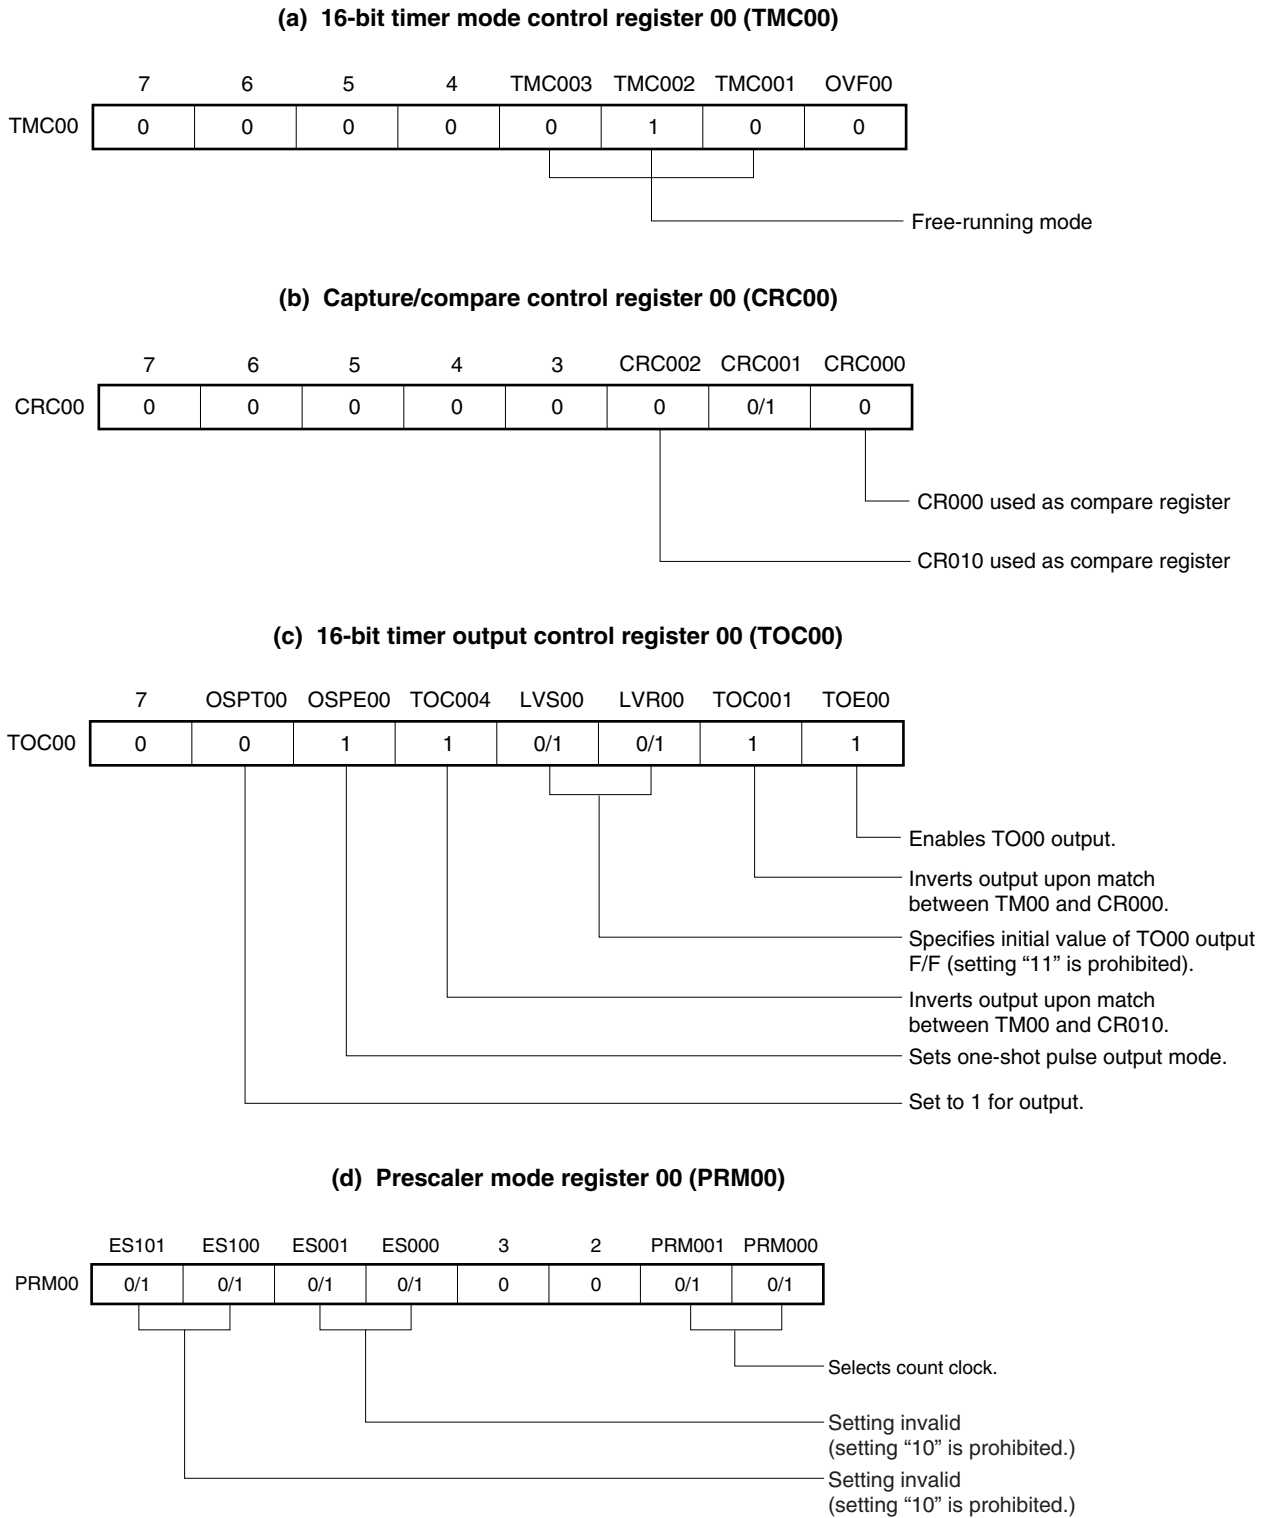 (a) 16-bit timer mode control register 00 (TMC00)
7 6 5 4 TMC003 TMC002 TMC001 OVF00
TMC00 0 0 0 0 0 1 0 0
Free-running mode
(b) Capture/compare control register 00 (CRC00)
7 6 5 4 3 CRC002 CRC001 CRC000
CRC00 0 0 0 0 0 0 0/1 0
CR000 used as compare register
CR010 used as compare register
(c) 16-bit timer output control register 00 (TOC00)
7 OSPT00 OSPE00 TOC004 LVS00 LVR00 TOC001 TOE00
TOC00 0 0 1 1 0/1 0/1 1 1
Enables TO00 output.
Inverts output upon match
between TM00 and CR000.
Specifies initial value of TO00 output
F/F (setting “11” is prohibited).
Inverts output upon match
between TM00 and CR010.
Sets one-shot pulse output mode.
Set to 1 for output.
(d) Prescaler mode register 00 (PRM00)
ES101 ES100 ES001 ES000 3 2 PRM001 PRM000
PRM00 0/1 0/1 0/1 0/1 0 0 0/1 0/1
Selects count clock.
Setting invalid
(setting “10” is prohibited.)
Setting invalid
(setting “10” is prohibited.)